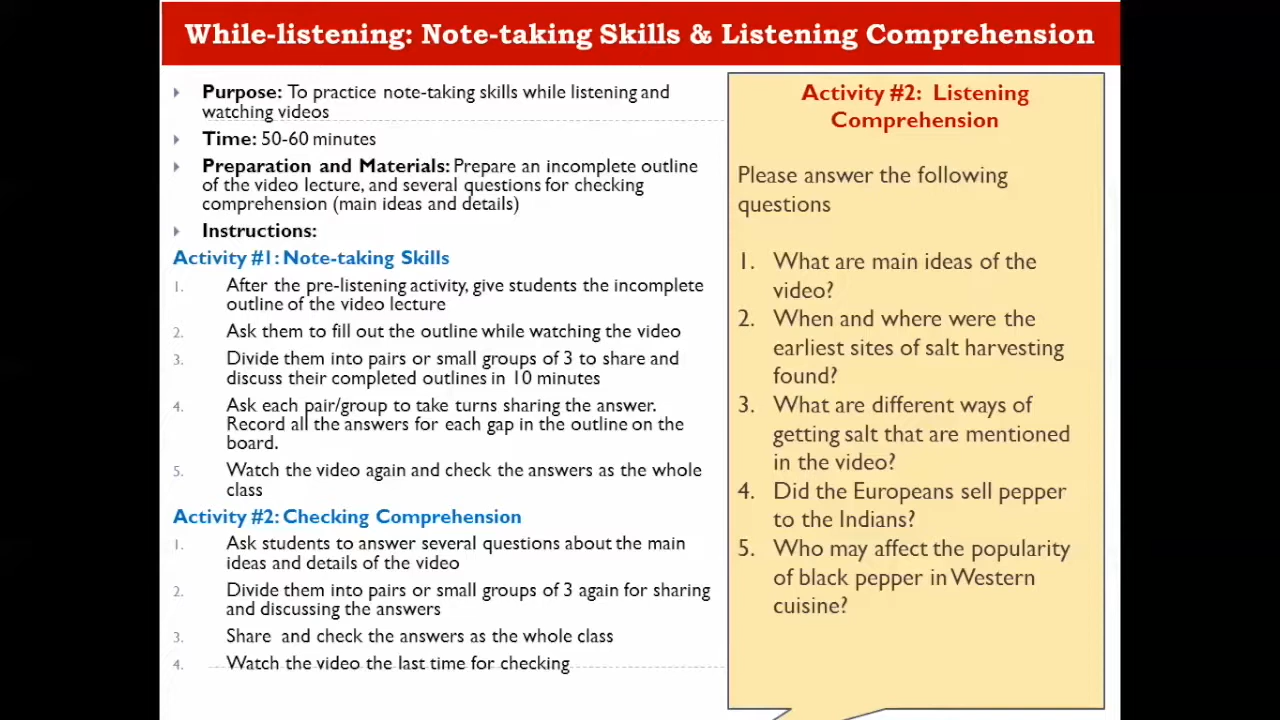 While-listening: Note-taking Skills & Listening Comprehension
Purpose: To practice note-taking skills while listening and
watching videos
Time: 50-60 minutes
Preparation and Materials: Prepare an incomplete outline
of the video lecture, and several questions for checking
comprehension (main ideas and details)
Instructions:
Activity #1: Note-taking Skills
1. After the pre-listening activity, give students the incomplete
outline of the video lecture
2. Ask them to fill out the outline while watching the video
3. Divide them into pairs or small groups of 3 to share and
discuss their completed outlines in 10 minutes
4. Ask each pair/group to take turns sharing the answer.
Record all the answers for each gap in the outline on the
board.
5. Watch the video again and check the answers as the whole
class
Activity #2: Checking Comprehension
1. Ask students to answer several questions about the main
ideas and details of the video
2. Divide them into pairs or small groups of 3 again for sharing
and discussing the answers
3. Share and check the answers as the whole class
4. Watch the video the last time for checking
Activity #2: Listening
Comprehension
Please answer the following
questions
1. What are main ideas of the
video?
2. When and where were the
earliest sites of salt harvesting
found?
3. What are different ways of
getting salt that are mentioned
in the video?
4. Did the Europeans sell pepper
to the Indians?
5. Who may affect the popularity
of black pepper in Western
cuisine?